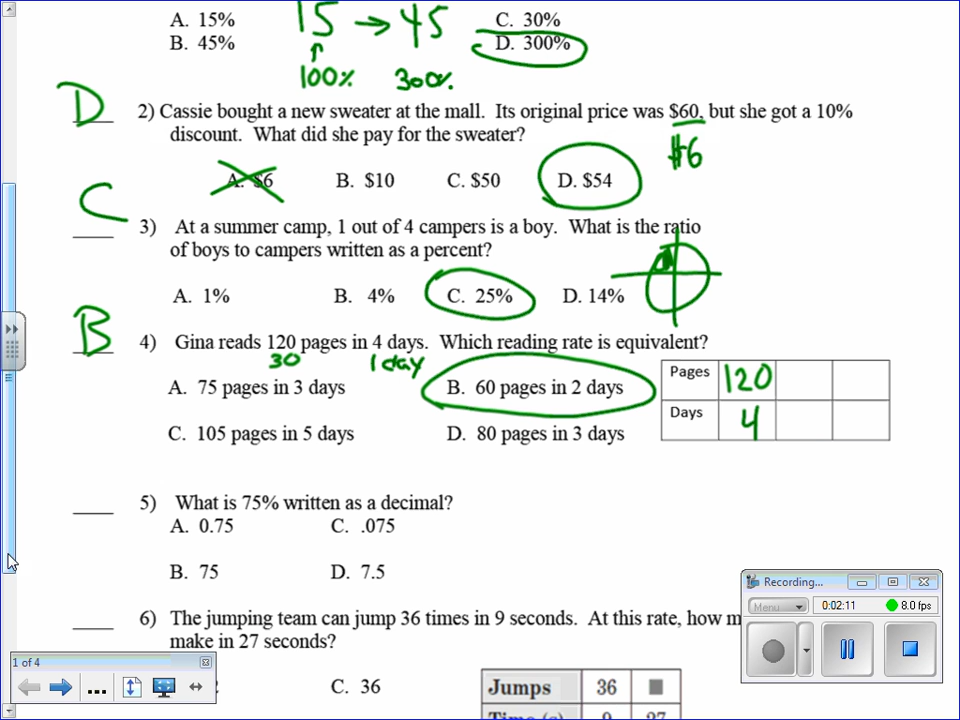 A. 15% 15 → 45 C. 30%
B. 45% D. 300%
100% 300%
D 2) Cassie bought a new sweater at the mall. Its original price was $60, but she got a 10%
discount. What did she pay for the sweater?
$6
A. $6 B. $10 C. $50 D. $54
C 3) At a summer camp, 1 out of 4 campers is a boy. What is the ratio
of boys to campers written as a percent?
A. 1% B. 4% C. 25% D. 14%
B 4) Gina reads 120 pages in 4 days. Which reading rate is equivalent?
30 1 day
A. 75 pages in 3 days B. 60 pages in 2 days
C. 105 pages in 5 days D. 80 pages in 3 days
Pages 120
Days 4
5) What is 75% written as a decimal?
A. 0.75 C. .075
B. 75 D. 7.5
6) The jumping team can jump 36 times in 9 seconds. At this rate, how
make in 27 seconds?
C. 36
Jumps 36
Time (s) 9 27
1 of 4
Recording...
Menu 0:02:11 8.0 fps